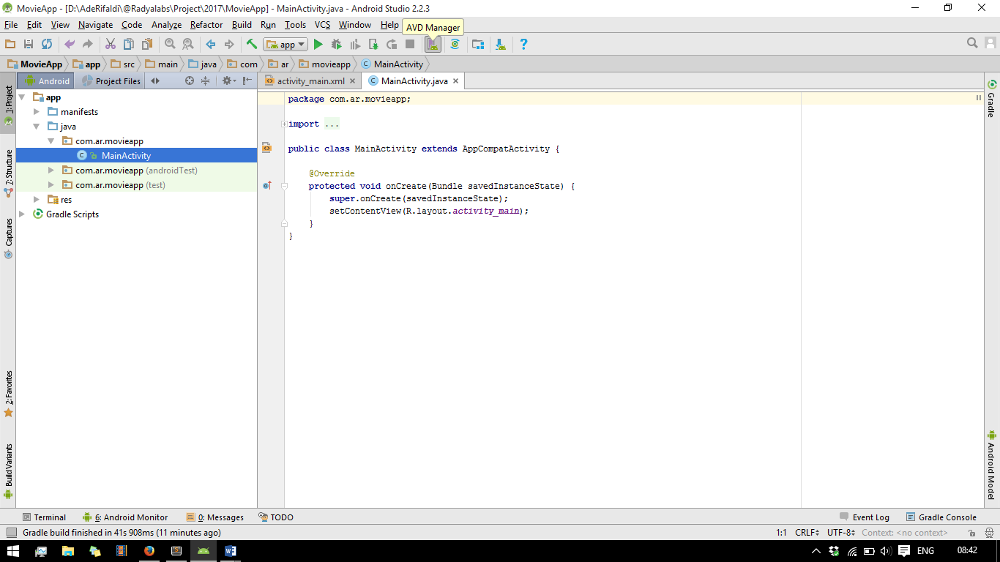 MovieApp - [D:\AdeRifaldi\@Radyalabs\Project\2017\MovieApp] - MainActivity.java - Android Studio 2.2.3
File Edit View Navigate Code Analyze Refactor Build Run Tools VCS Window Help
AVD Manager
app
MovieApp app src main java com ar movieapp MainActivity
Android Project Files
activity_main.xml MainActivity.java
1: Project
7: Structure
Captures
2: Favorites
Build Variants
app
manifests
java
com.ar.movieapp
MainActivity
com.ar.movieapp (androidTest)
com.ar.movieapp (test)
res
Gradle Scripts
package com.ar.movieapp;
import ...
public class MainActivity extends AppCompatActivity {
@Override
protected void onCreate(Bundle savedInstanceState) {
super.onCreate(savedInstanceState);
setContentView(R.layout.activity_main);
}
}
Gradle
Android Model
Terminal 6: Android Monitor 0: Messages TODO Event Log Gradle Console
Gradle build finished in 41s 908ms (11 minutes ago) 1:1 CRLF UTF-8 Context: <no context>
ENG 08:42